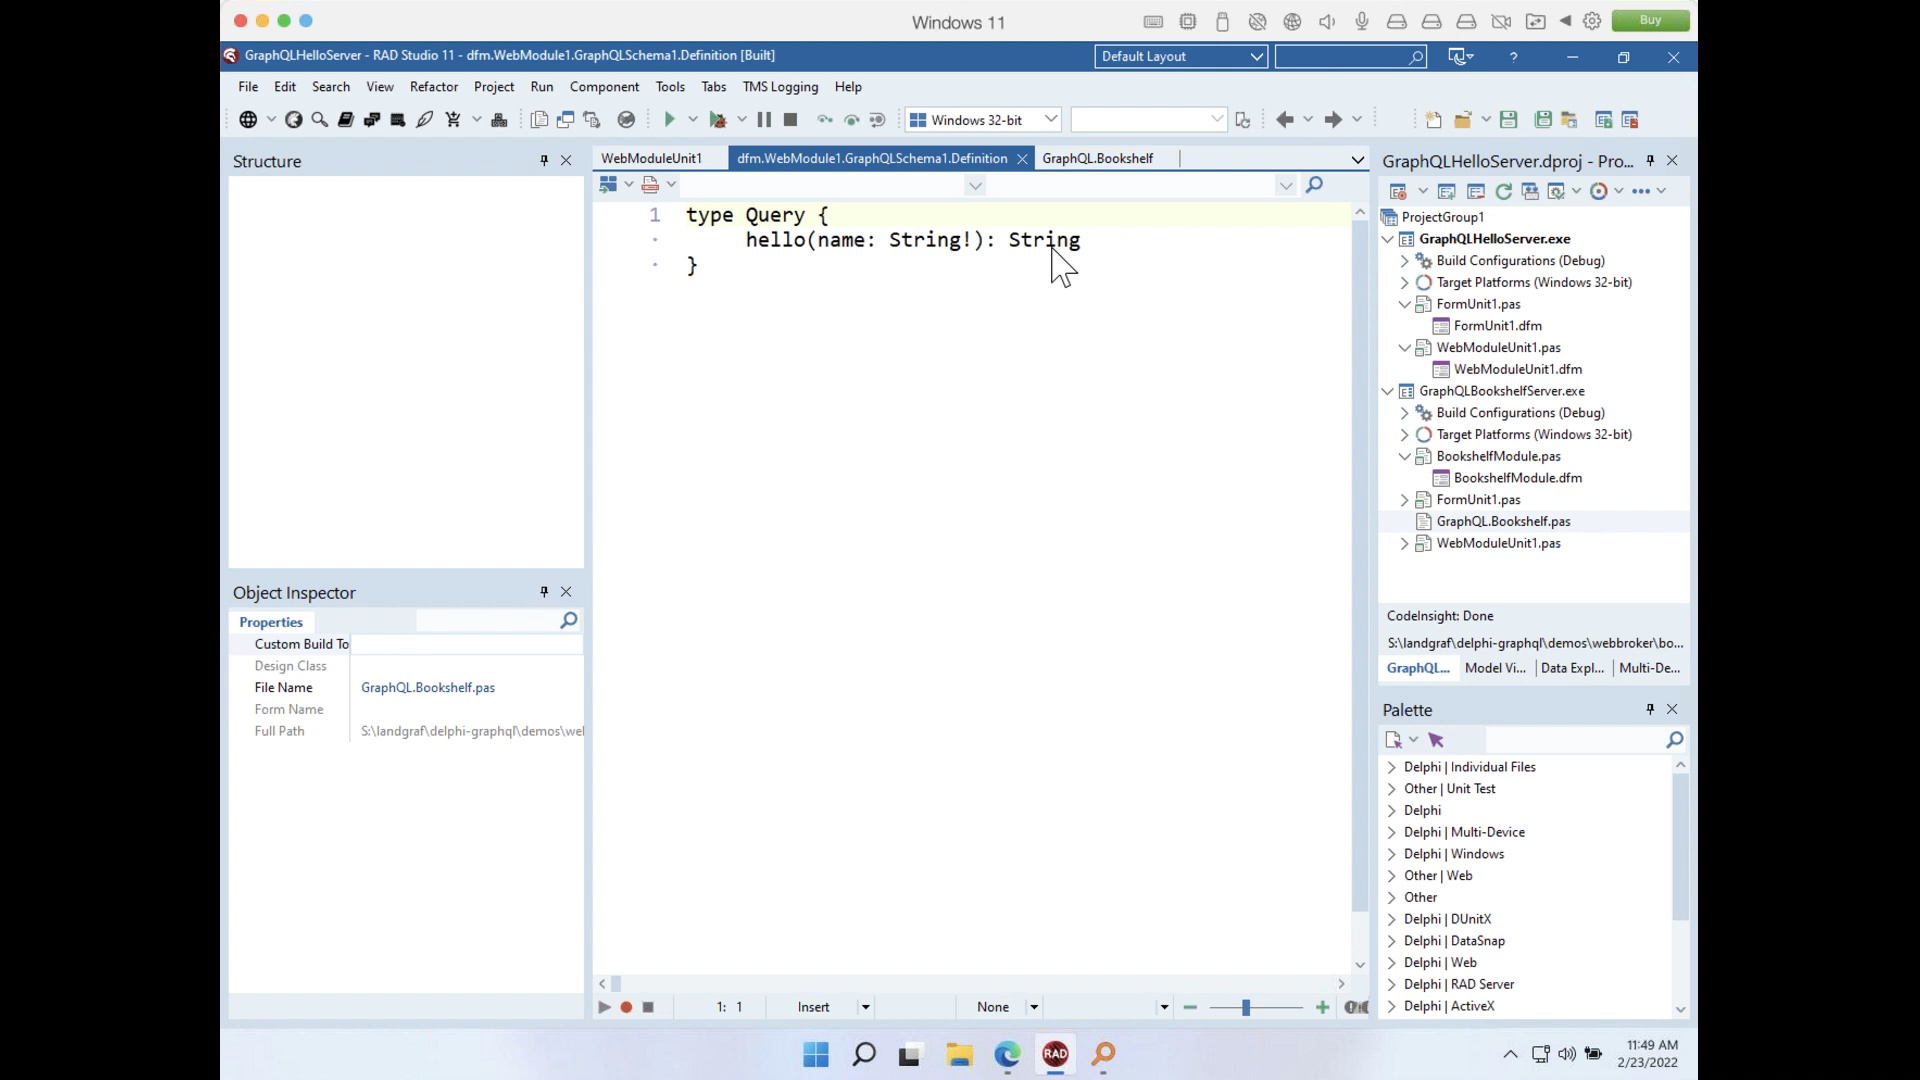 Windows 11
Buy
GraphQLHelloServer - RAD Studio 11 - dfm.WebModule1.GraphQLSchema1.Definition [Built]
Default Layout
?
File Edit Search View Refactor Project Run Component Tools Tabs TMS Logging Help
Windows 32-bit
Structure
WebModuleUnit1
dfm.WebModule1.GraphQLSchema1.Definition
GraphQL.Bookshelf
1 type Query {
hello(name: String!): String
}
Object Inspector
Properties
Custom Build To
Design Class
File Name GraphQL.Bookshelf.pas
Form Name
Full Path S:\landgraf\delphi-graphql\demos\wel
1: 1
Insert
None
GraphQLHelloServer.dproj - Pro...
ProjectGroup1
GraphQLHelloServer.exe
Build Configurations (Debug)
Target Platforms (Windows 32-bit)
FormUnit1.pas
FormUnit1.dfm
WebModuleUnit1.pas
WebModuleUnit1.dfm
GraphQLBookshelfServer.exe
Build Configurations (Debug)
Target Platforms (Windows 32-bit)
BookshelfModule.pas
BookshelfModule.dfm
FormUnit1.pas
GraphQL.Bookshelf.pas
WebModuleUnit1.pas
CodeInsight: Done
S:\landgraf\delphi-graphql\demos\webbroker\bo...
GraphQL... Model Vi... Data Expl... Multi-De...
Palette
Delphi | Individual Files
Other | Unit Test
Delphi
Delphi | Multi-Device
Delphi | Windows
Other | Web
Other
Delphi | DUnitX
Delphi | DataSnap
Delphi | Web
Delphi | RAD Server
Delphi | ActiveX
RAD
11:49 AM
2/23/2022